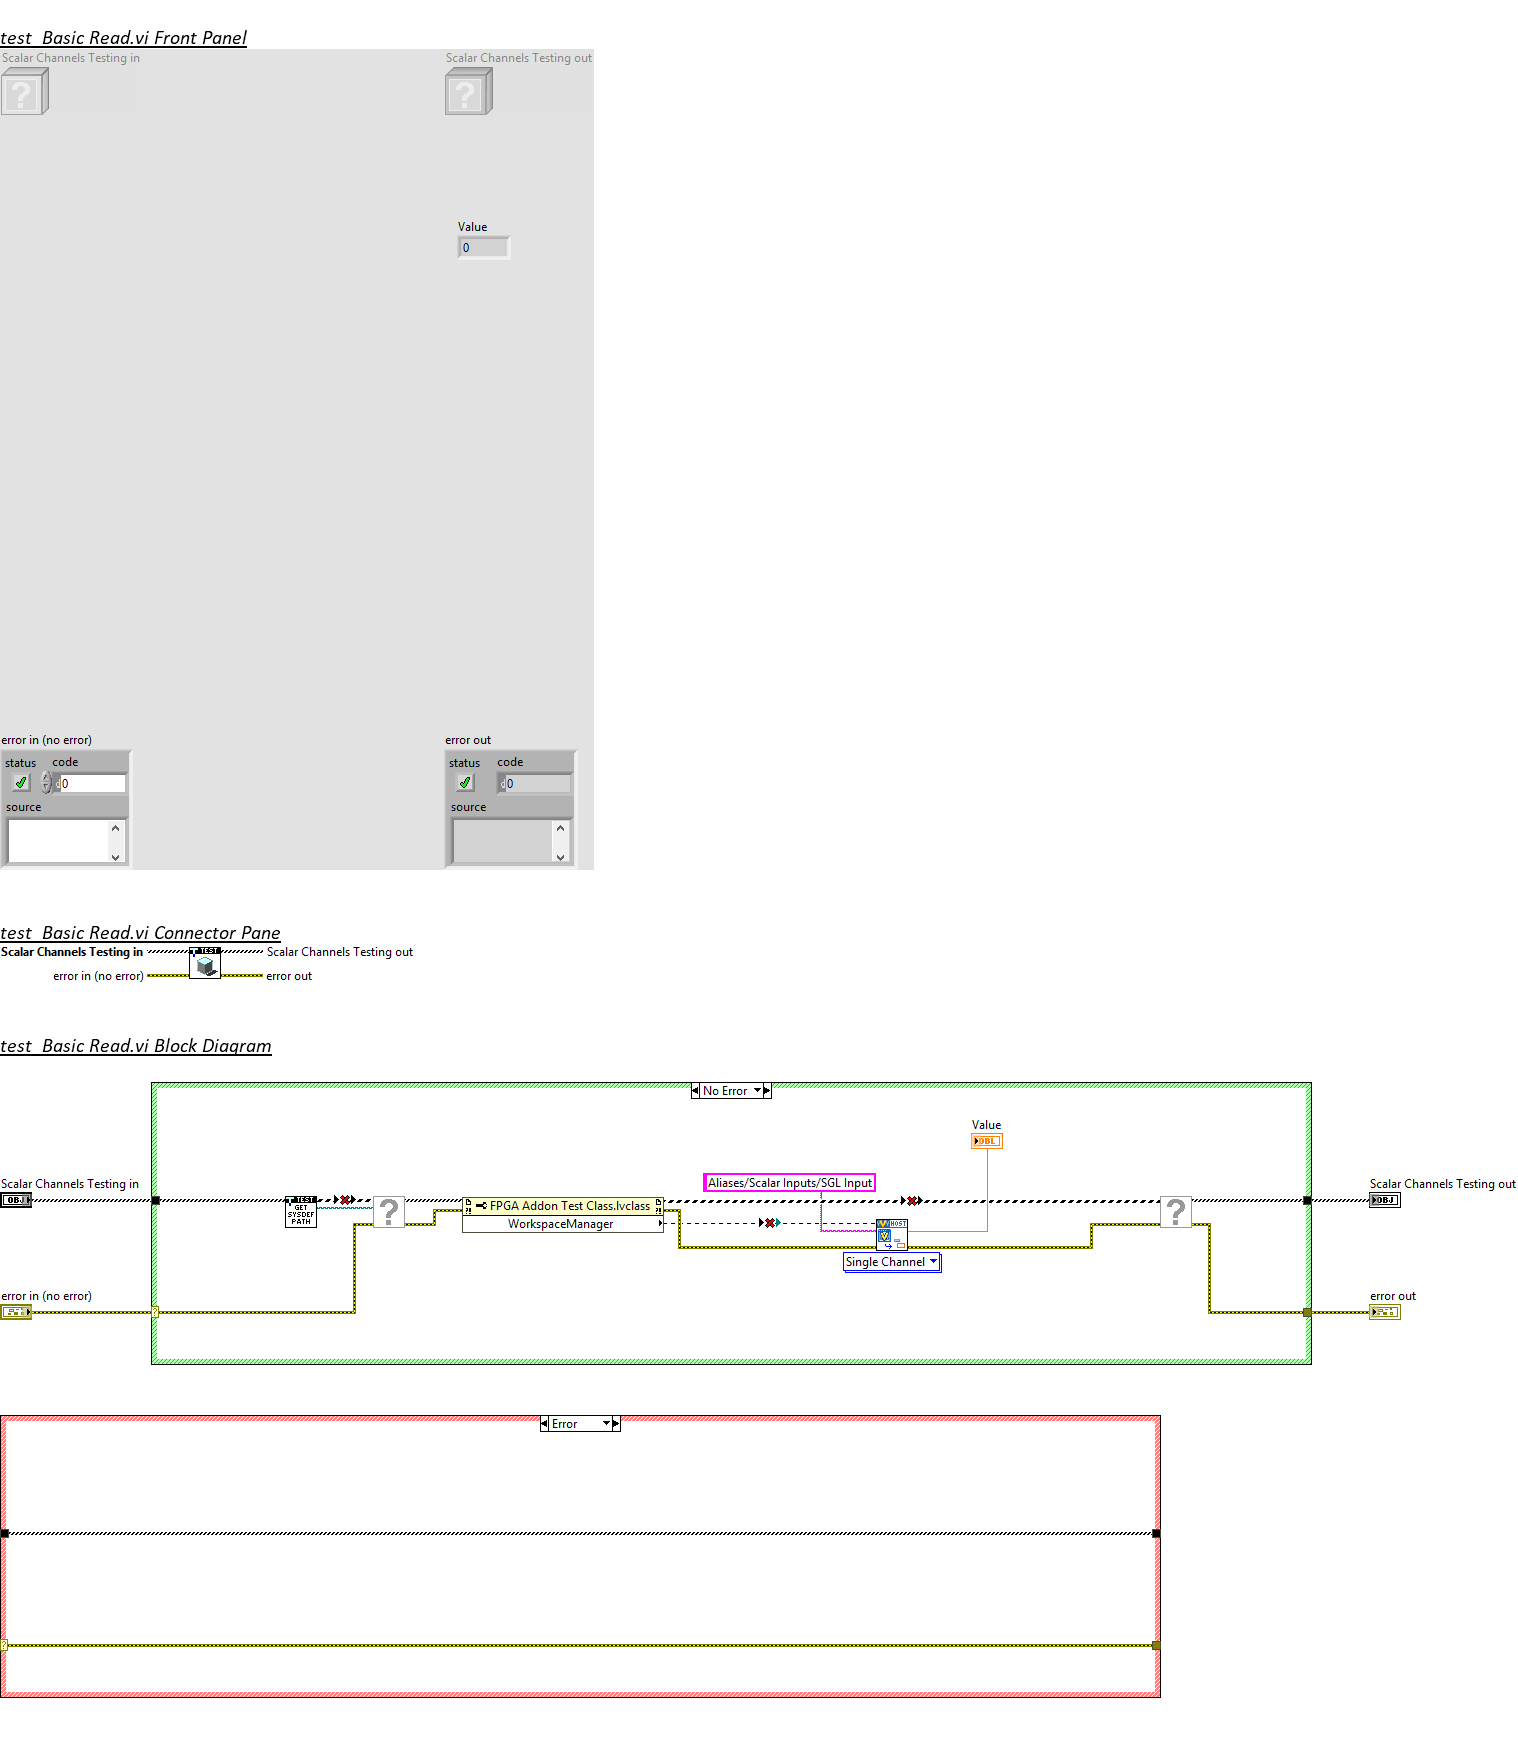 test_Basic Read.vi Front Panel
Scalar Channels Testing in
Scalar Channels Testing out
?
?
Value
0
error in (no error)
error out
status code
status code
0
0
source
source
test_Basic Read.vi Connector Pane
Scalar Channels Testing in
TEST
Scalar Channels Testing out
error in (no error)
error out
test_Basic Read.vi Block Diagram
No Error
Value
DBL
Scalar Channels Testing in
OBJ
TEST
GET
SYSDEF
PATH
?
FPGA Addon Test Class.lvclass
WorkspaceManager
Aliases/Scalar Inputs/SGL Input
HOST
Single Channel
?
Scalar Channels Testing out
OBJ
error in (no error)
?
error out
Error
?